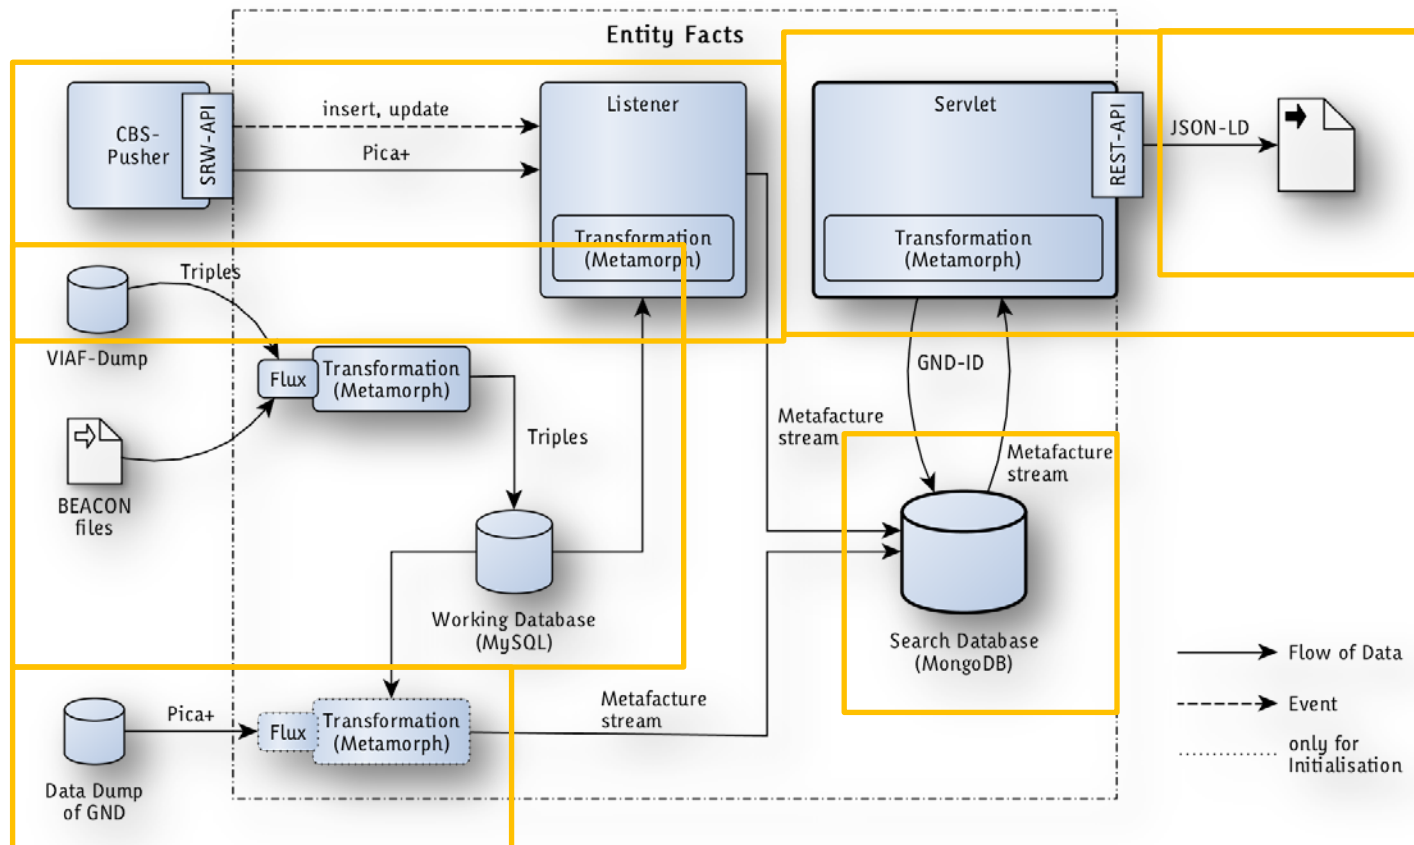 Entity Facts
CBS-
Pusher
SRW-API
insert, update
Pica+
Listener
Transformation
(Metamorph)
Servlet
REST-API
Transformation
(Metamorph)
JSON-LD
Triples
VIAF-Dump
Flux
Transformation
(Metamorph)
BEACON
files
Triples
Working Database
(MySQL)
GND-ID
Metafacture
stream
Metafacture
stream
Search Database
(MongoDB)
Pica+
Data Dump
of GND
Flux
Transformation
(Metamorph)
Metafacture
stream
Flow of Data
Event
only for
Initialisation